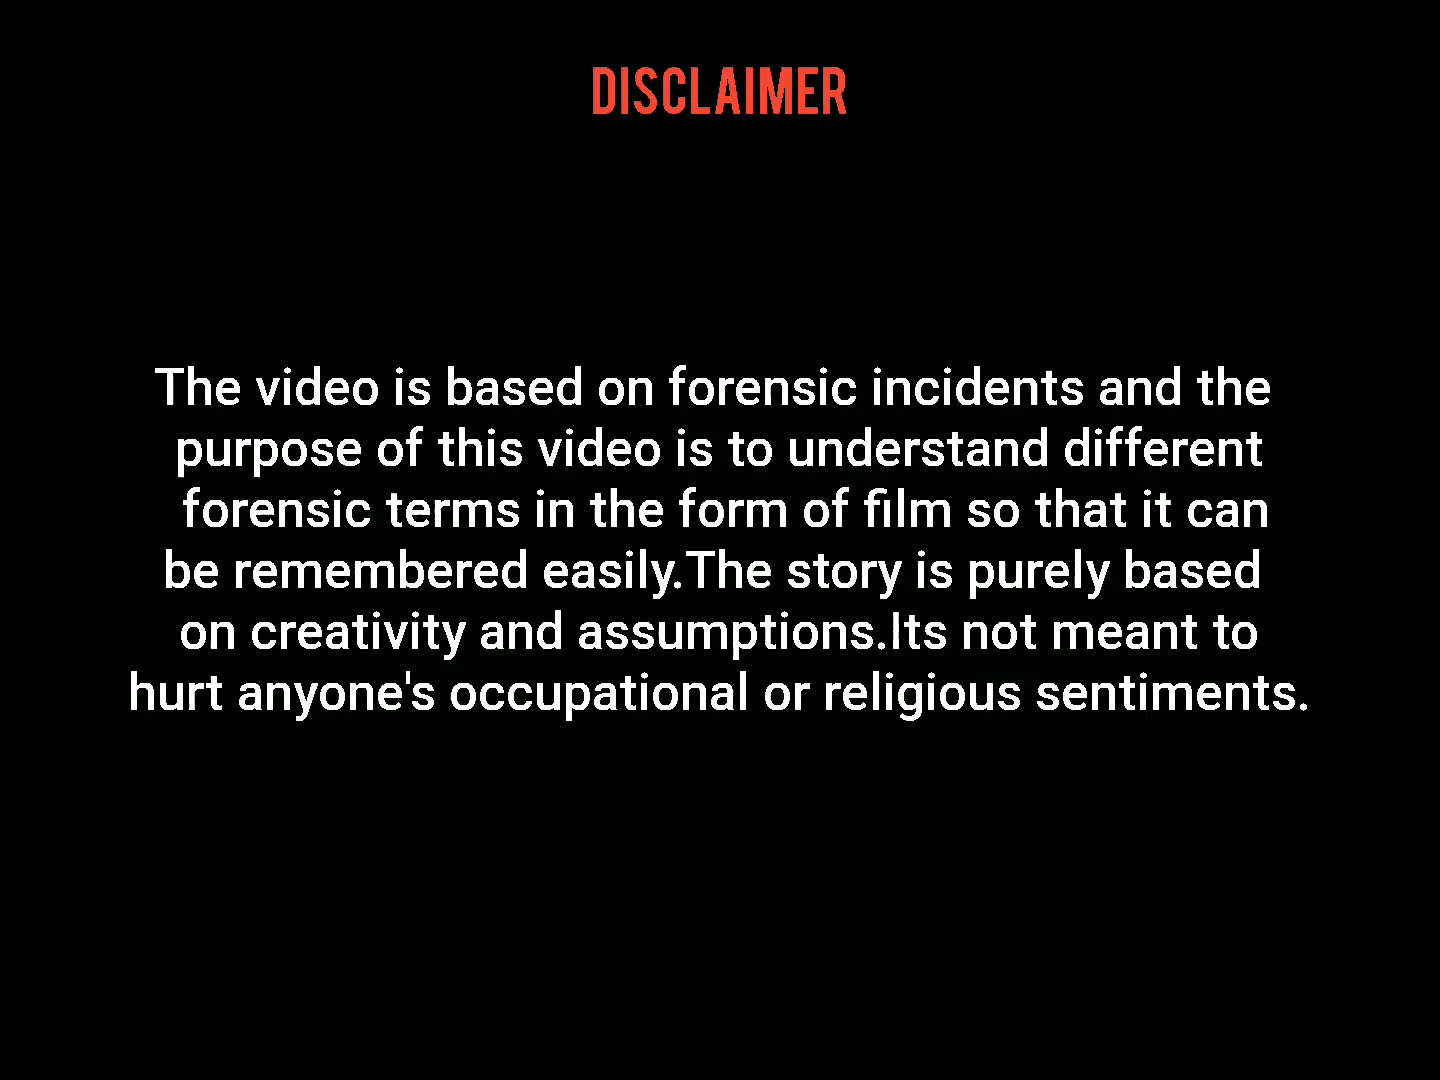 DISCLAIMER
The video is based on forensic incidents and the
purpose of this video is to understand different
forensic terms in the form of film so that it can
be remembered easily.The story is purely based
on creativity and assumptions.Its not meant to
hurt anyone's occupational or religious sentiments.